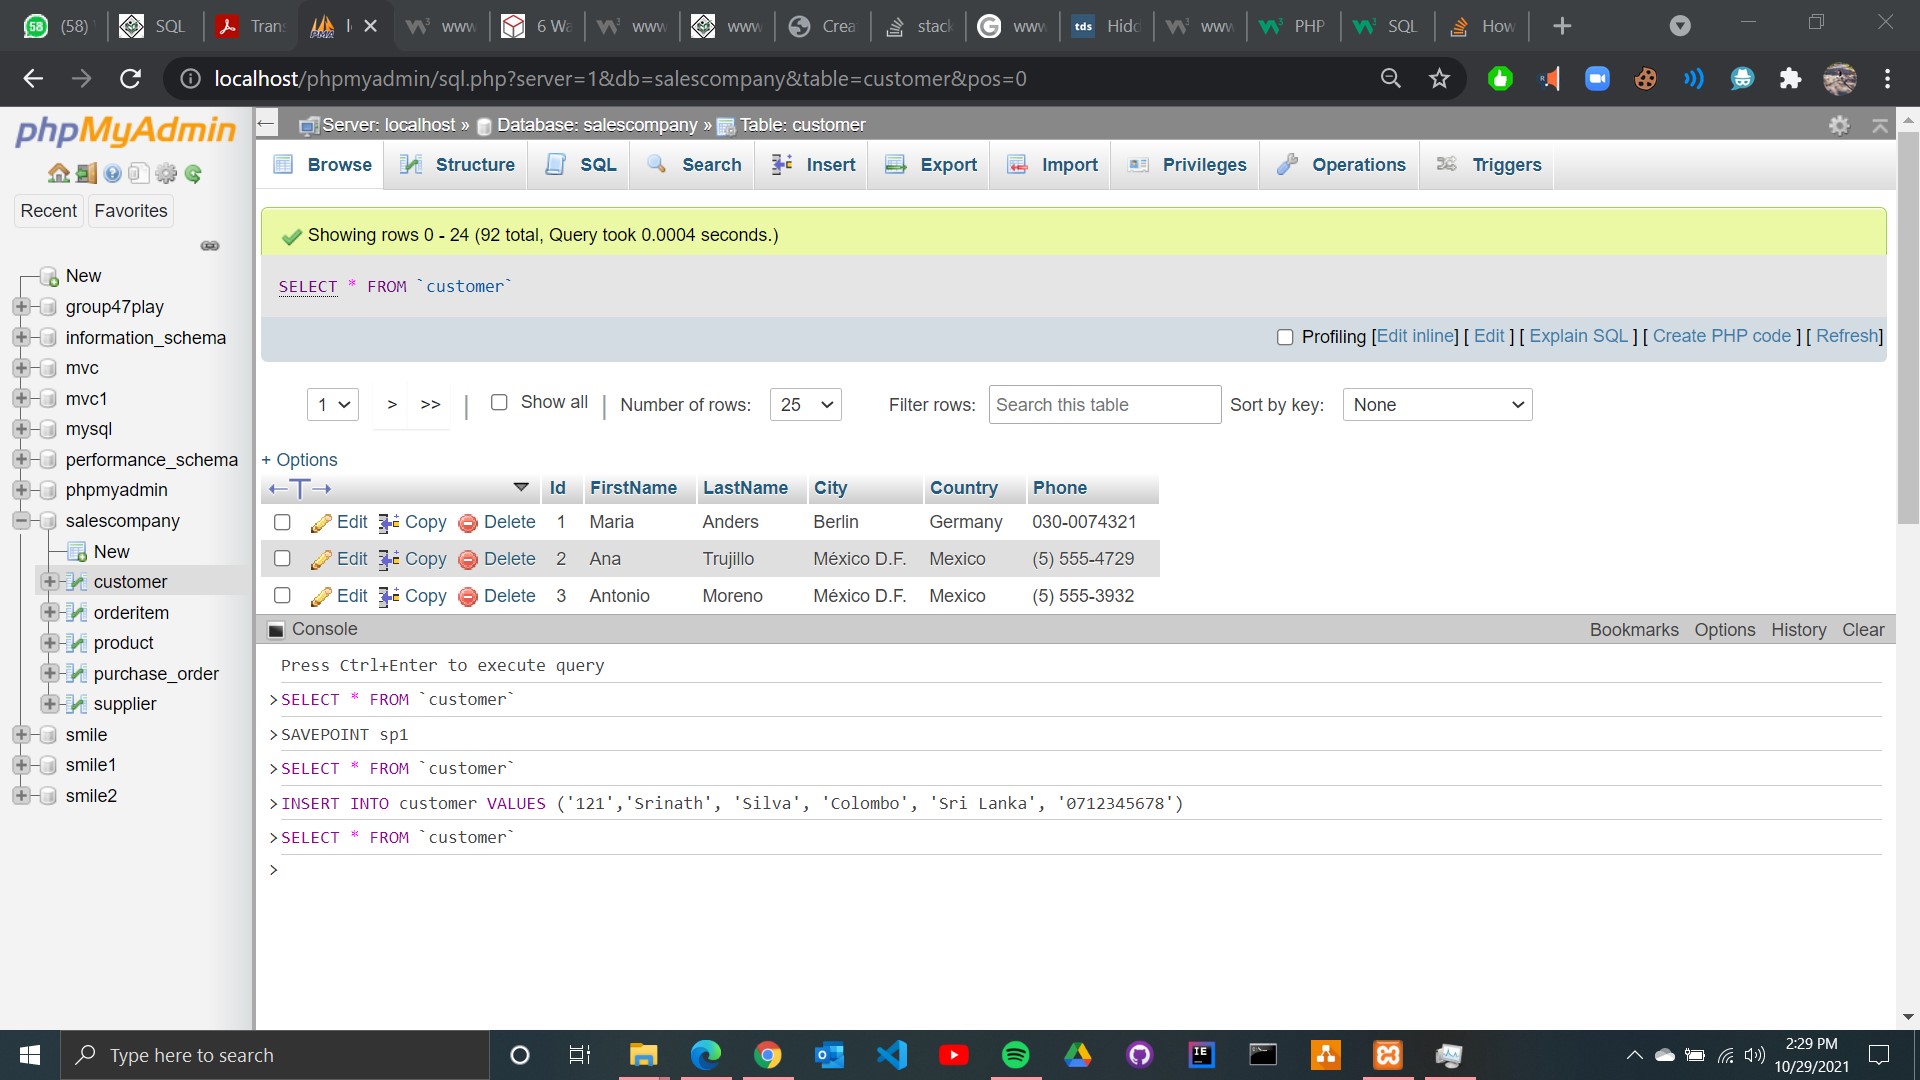 (58)
SQL
Trans
www
6 Wa
www
www
Crea
stack
www
Hidd
www
PHP
SQL
How
localhost/phpmyadmin/sql.php?server=1&db=salescompany&table=customer&pos=0
phpMyAdmin
Recent Favorites
New
group47play
information_schema
mvc
mvc1
mysql
performance_schema
phpmyadmin
salescompany
New
customer
orderitem
product
purchase_order
supplier
smile
smile1
smile2
Server: localhost » Database: salescompany » Table: customer
Browse Structure SQL Search Insert Export Import Privileges Operations Triggers
Showing rows 0 - 24 (92 total, Query took 0.0004 seconds.)
SELECT * FROM `customer`
Profiling [Edit inline] [ Edit ] [ Explain SQL ] [ Create PHP code ] [ Refresh]
1 > >> | Show all | Number of rows: 25 Filter rows: Search this table Sort by key: None
+ Options
←T→ Id FirstName LastName City Country Phone
Edit Copy Delete 1 Maria Anders Berlin Germany 030-0074321
Edit Copy Delete 2 Ana Trujillo México D.F. Mexico (5) 555-4729
Edit Copy Delete 3 Antonio Moreno México D.F. Mexico (5) 555-3932
Console Bookmarks Options History Clear
Press Ctrl+Enter to execute query
>SELECT * FROM `customer`
>SAVEPOINT sp1
>SELECT * FROM `customer`
>INSERT INTO customer VALUES ('121','Srinath', 'Silva', 'Colombo', 'Sri Lanka', '0712345678')
>SELECT * FROM `customer`
>
Type here to search
2:29 PM
10/29/2021